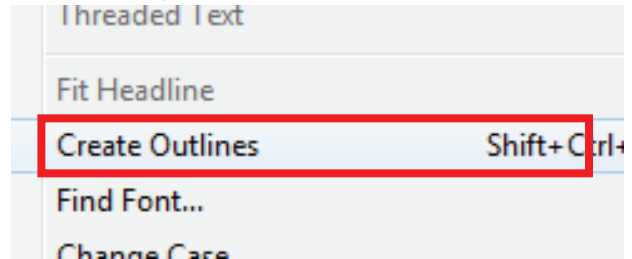 Threaded Text
Fit Headline
Create Outlines Shift+Ctrl+
Find Font...
Change Case